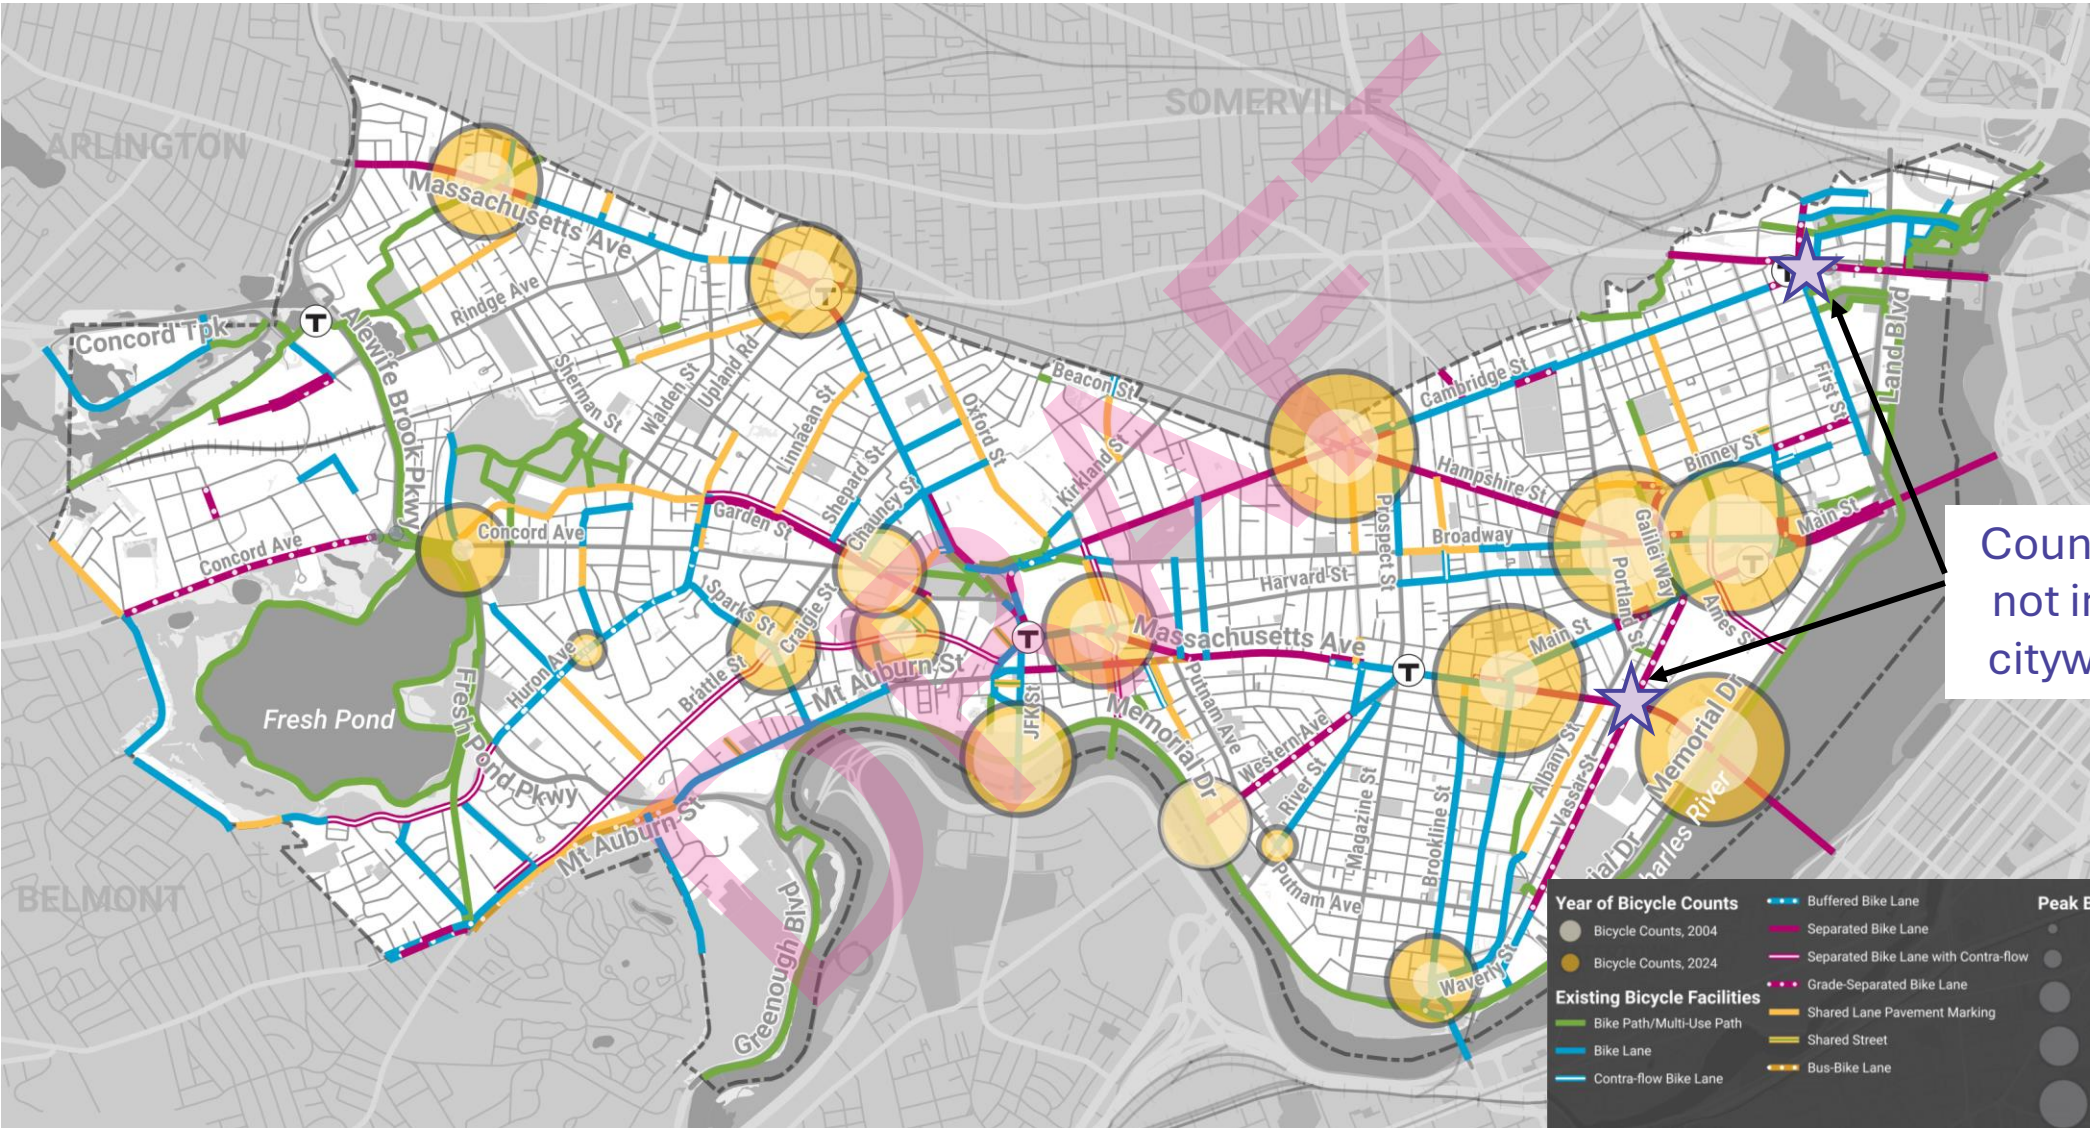 SOMERVILLE
ARLINGTON
Massachusetts Ave
T
Concord Tpk
T
Rindge Ave
Alewife Brook Pkwy
Sherman St
Walden St
Upland Rd
Linnaean St
Oxford St
Beacon St
Kirkland St
Shepard St
Chauncy St
Garden St
Concord Ave
Concord Ave
Cambridge St
Hampshire St
Prospect St
Broadway
Harvard St
Binney St
First St
Land Blvd
T
Main St
Galilei Way
Portland St
Ames St
T
Coun
not in
cityw
Sparks St
Craigie St
Huron Ave
Brattle St
Mt Auburn St
T
JFK St
Massachusetts Ave
Putnam Ave
Main St
T
Memorial Dr
Western Ave
River St
Magazine St
Brookline St
Albany St
Vassar St
Memorial Dr
Charles River
Fresh Pond
Fresh Pond Pkwy
Mt Auburn St
Putnam Ave
Waverly St
BELMONT
Greenough Blvd
DRAFT
Year of Bicycle Counts
Bicycle Counts, 2004
Bicycle Counts, 2024
Existing Bicycle Facilities
Bike Path/Multi-Use Path
Bike Lane
Contra-flow Bike Lane
Buffered Bike Lane
Separated Bike Lane
Separated Bike Lane with Contra-flow
Grade-Separated Bike Lane
Shared Lane Pavement Marking
Shared Street
Bus-Bike Lane
Peak